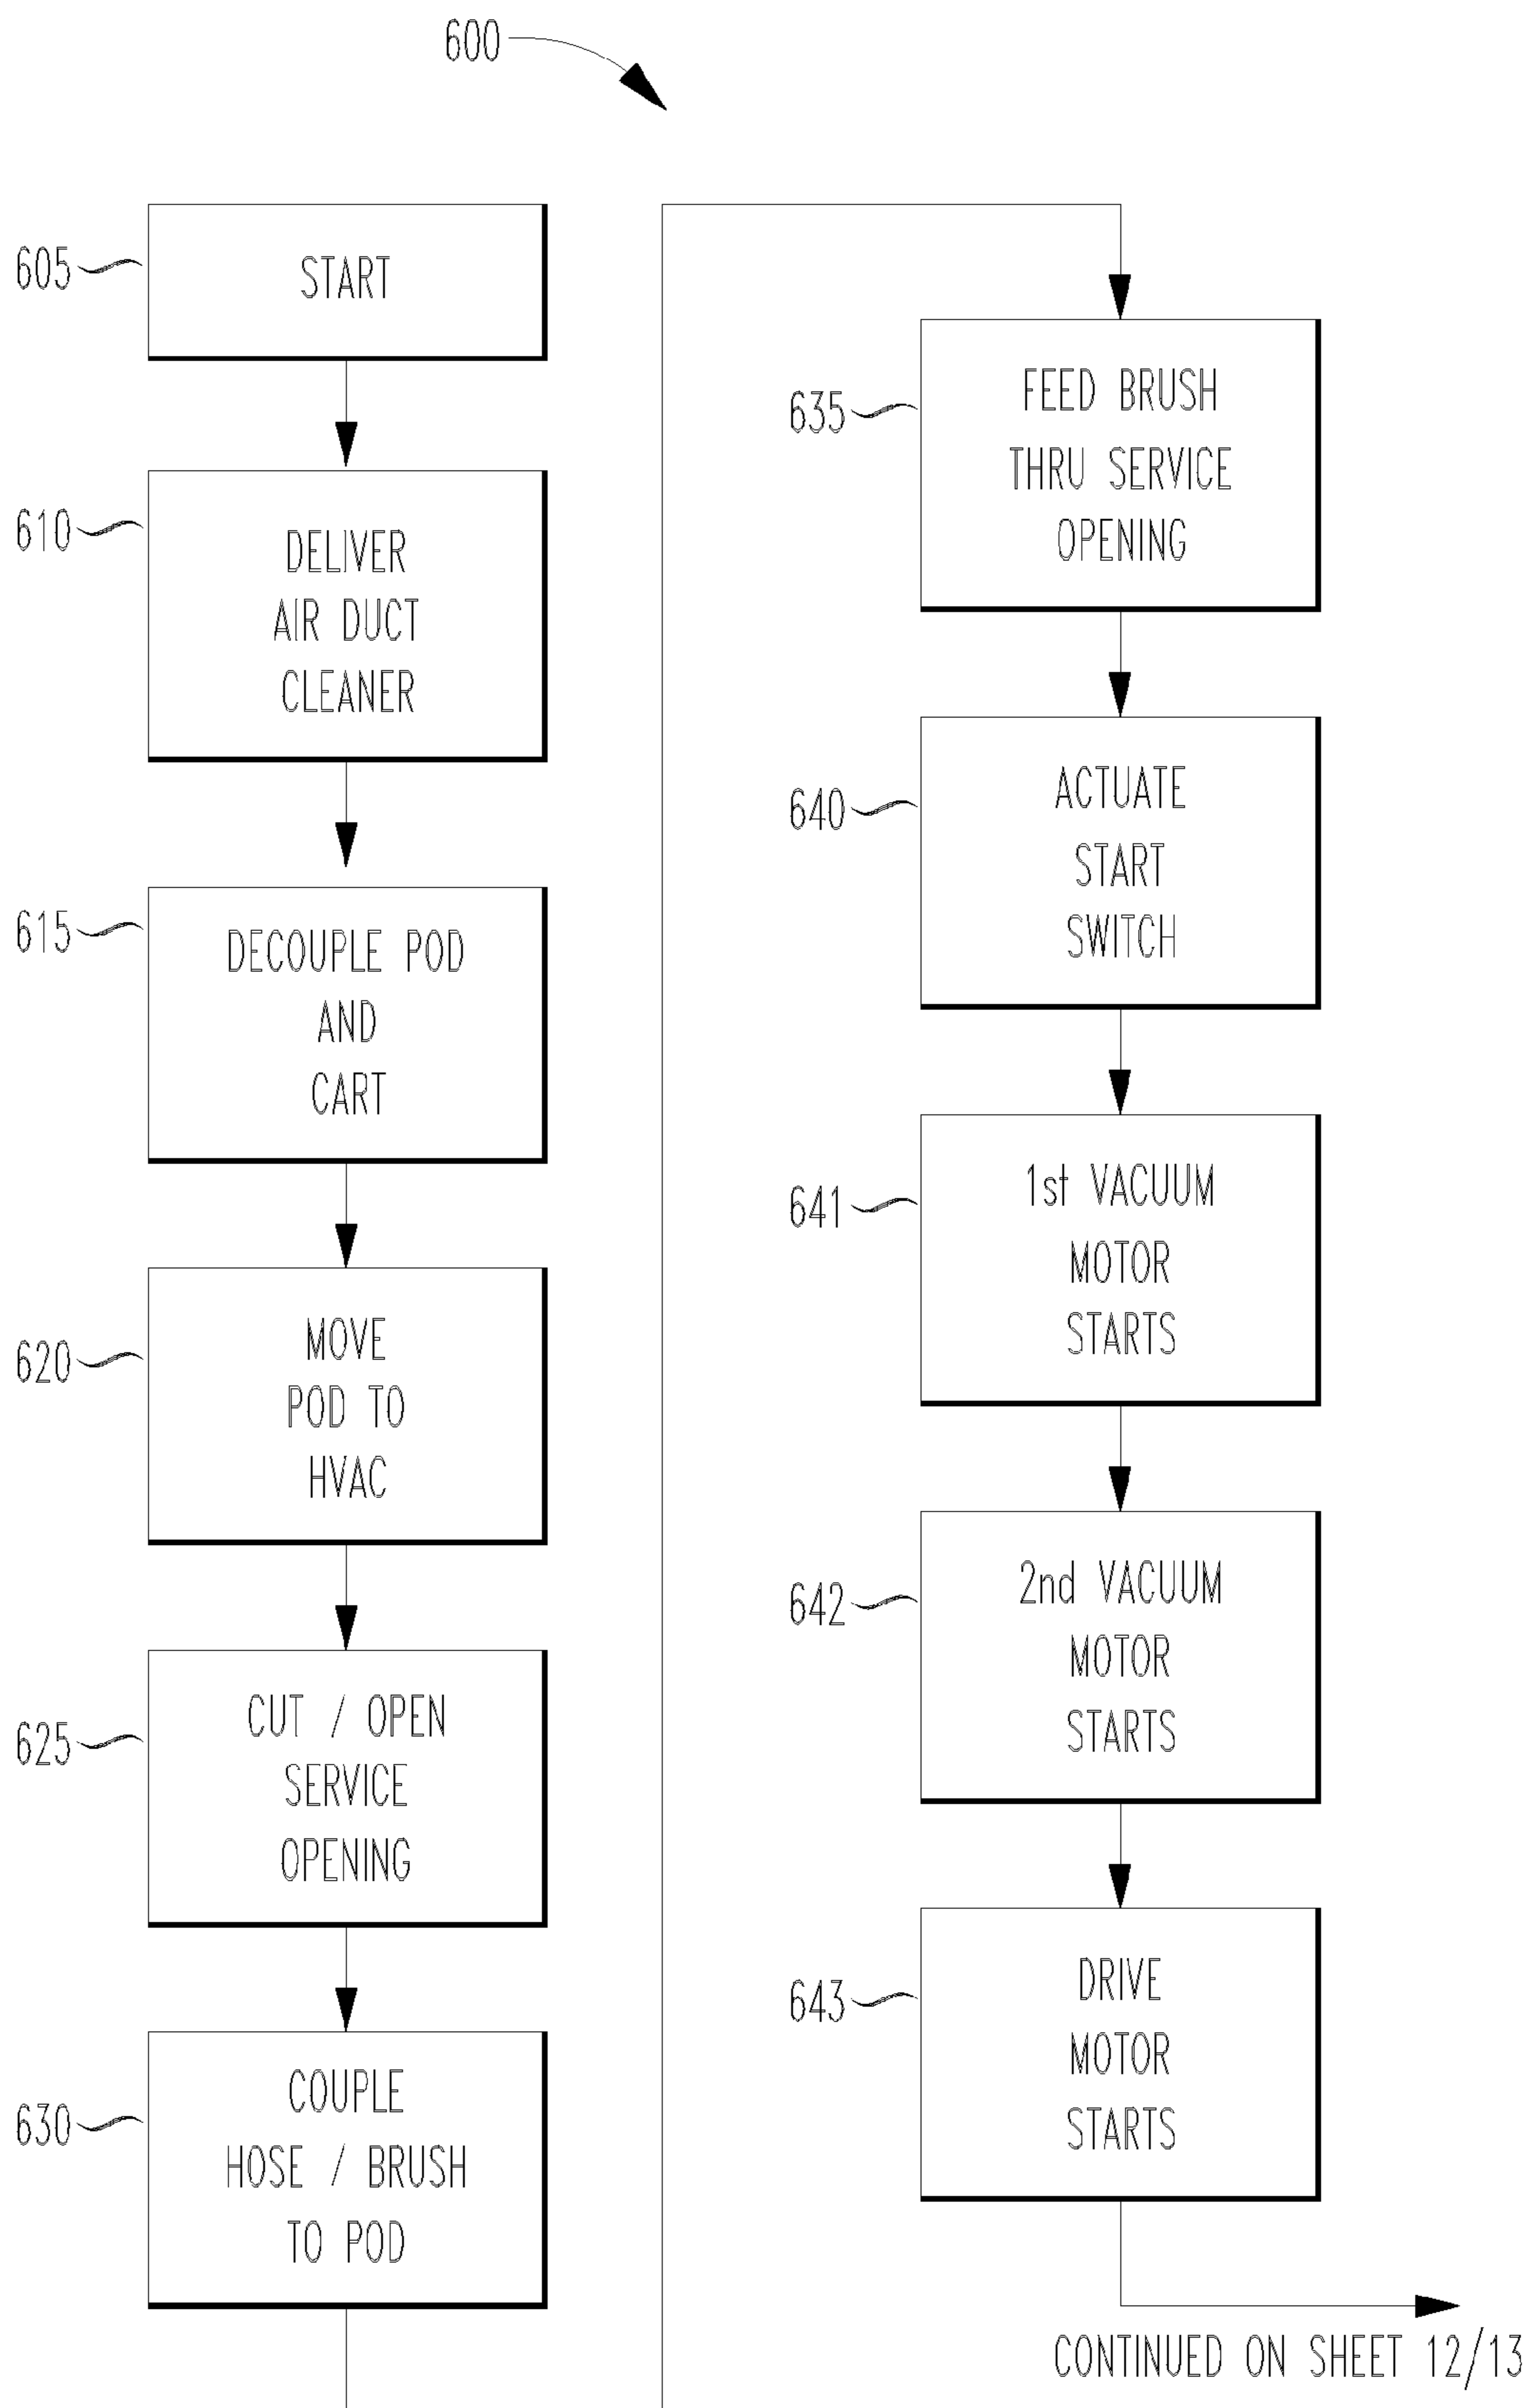 600
605
START
610
DELIVER
AIR DUCT
CLEANER
615
DECOUPLE POD
AND
CART
620
MOVE
POD TO
HVAC
625
CUT / OPEN
SERVICE
OPENING
630
COUPLE
HOSE / BRUSH
TO POD
635
FEED BRUSH
THRU SERVICE
OPENING
640
ACTUATE
START
SWITCH
641
1st VACUUM
MOTOR
STARTS
642
2nd VACUUM
MOTOR
STARTS
643
DRIVE
MOTOR
STARTS
CONTINUED ON SHEET 12/13